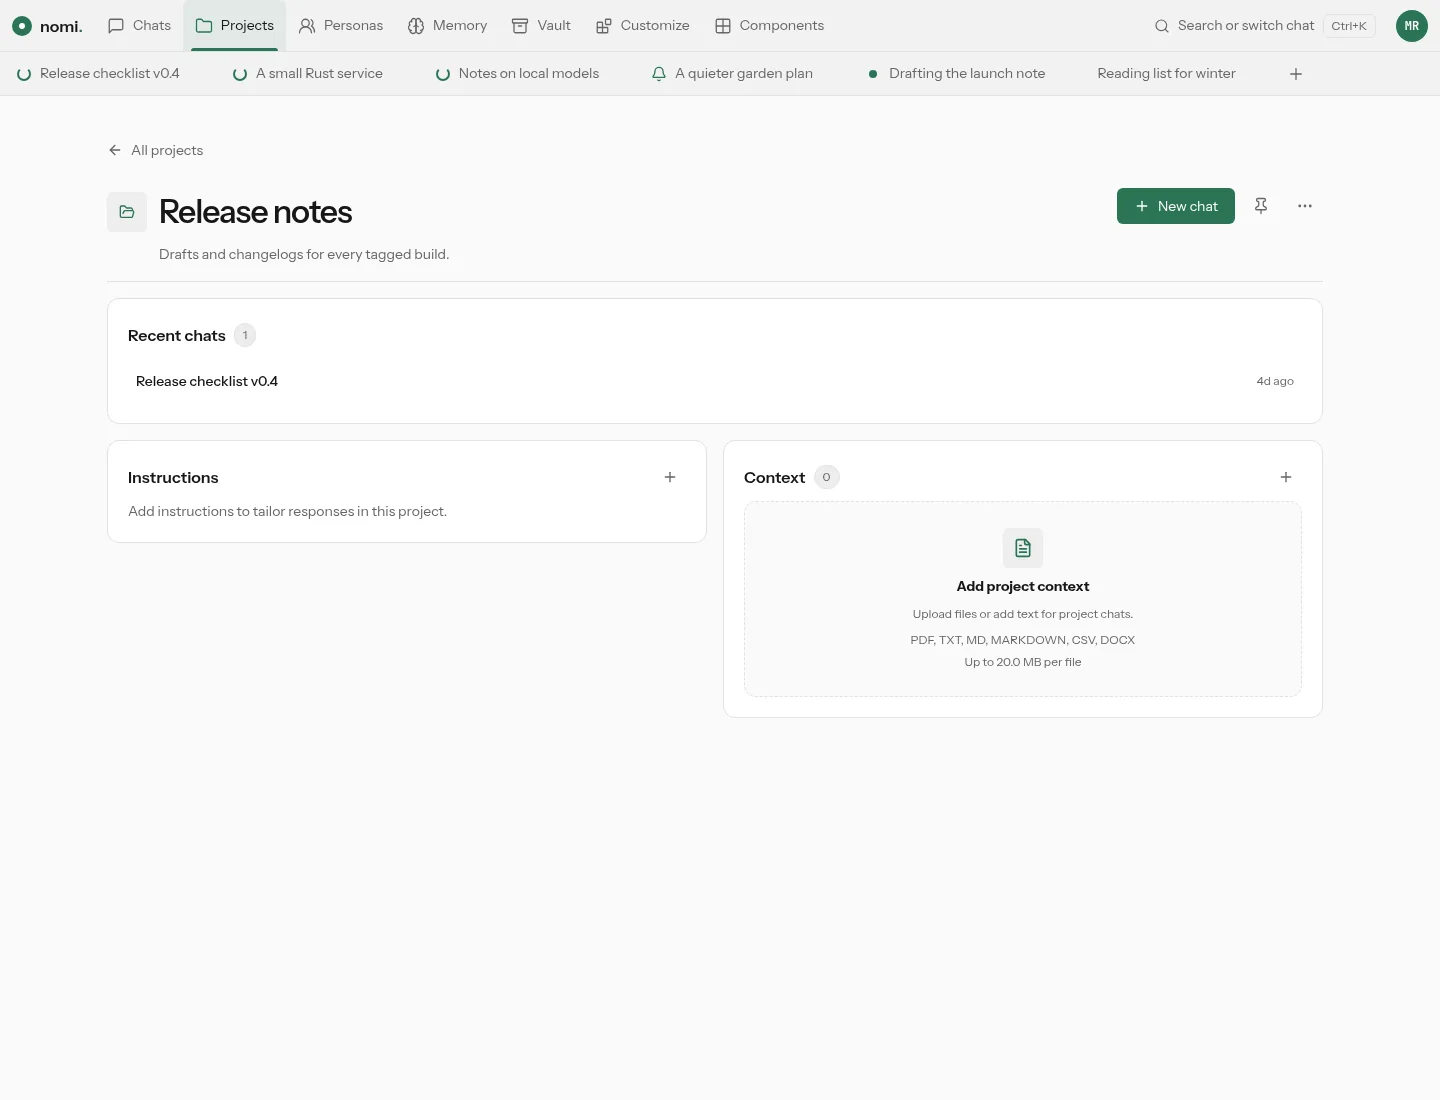 nomi.
Chats
Projects
Personas
Memory
Vault
Customize
Components
Search or switch chat
Ctrl+K
MR
Release checklist v0.4
A small Rust service
Notes on local models
A quieter garden plan
Drafting the launch note
Reading list for winter
All projects
Release notes
New chat
Drafts and changelogs for every tagged build.
Recent chats 1
Release checklist v0.4
4d ago
Instructions
Add instructions to tailor responses in this project.
Context 0
Add project context
Upload files or add text for project chats.
PDF, TXT, MD, MARKDOWN, CSV, DOCX
Up to 20.0 MB per file